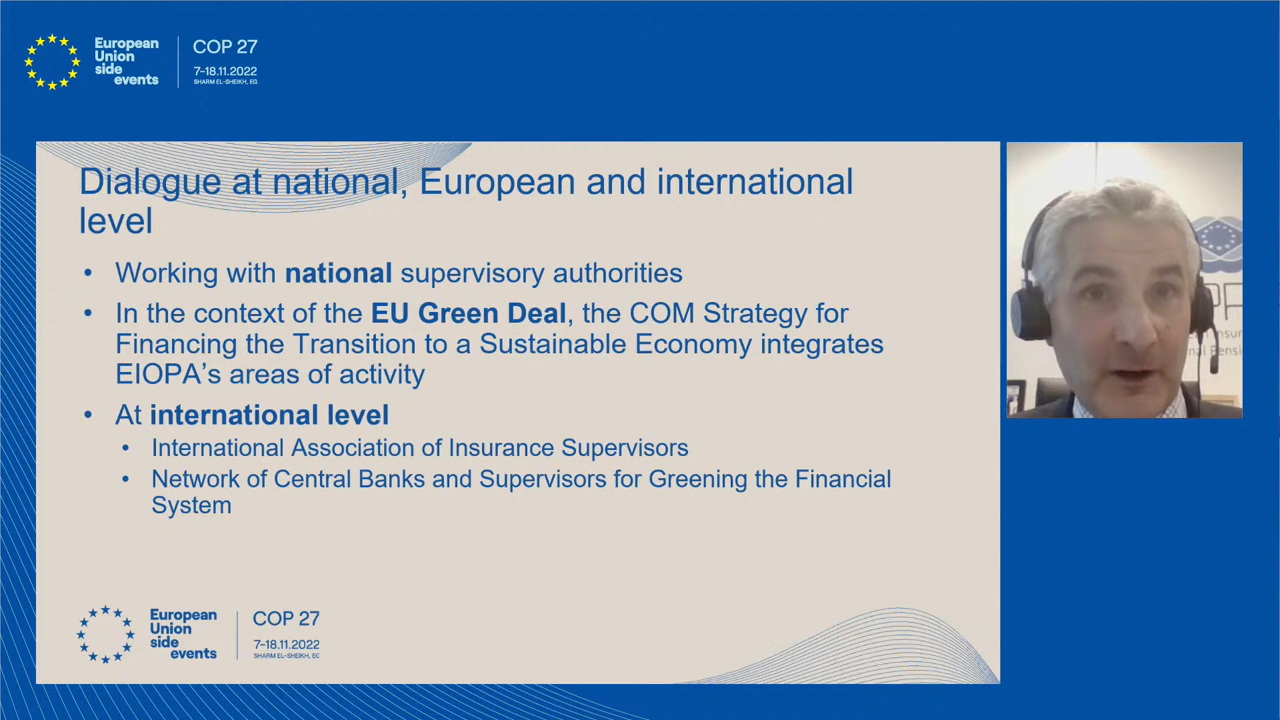 European
Union
side
events
COP 27
7-18.11.2022
SHARM EL-SHEIKH, EG
Dialogue at national, European and international
level
• Working with national supervisory authorities
• In the context of the EU Green Deal, the COM Strategy for
Financing the Transition to a Sustainable Economy integrates
EIOPA's areas of activity
• At international level
• International Association of Insurance Supervisors
• Network of Central Banks and Supervisors for Greening the Financial
System
European
Union
side
events
COP 27
7-18.11.2022
SHARM EL-SHEIKH, EG